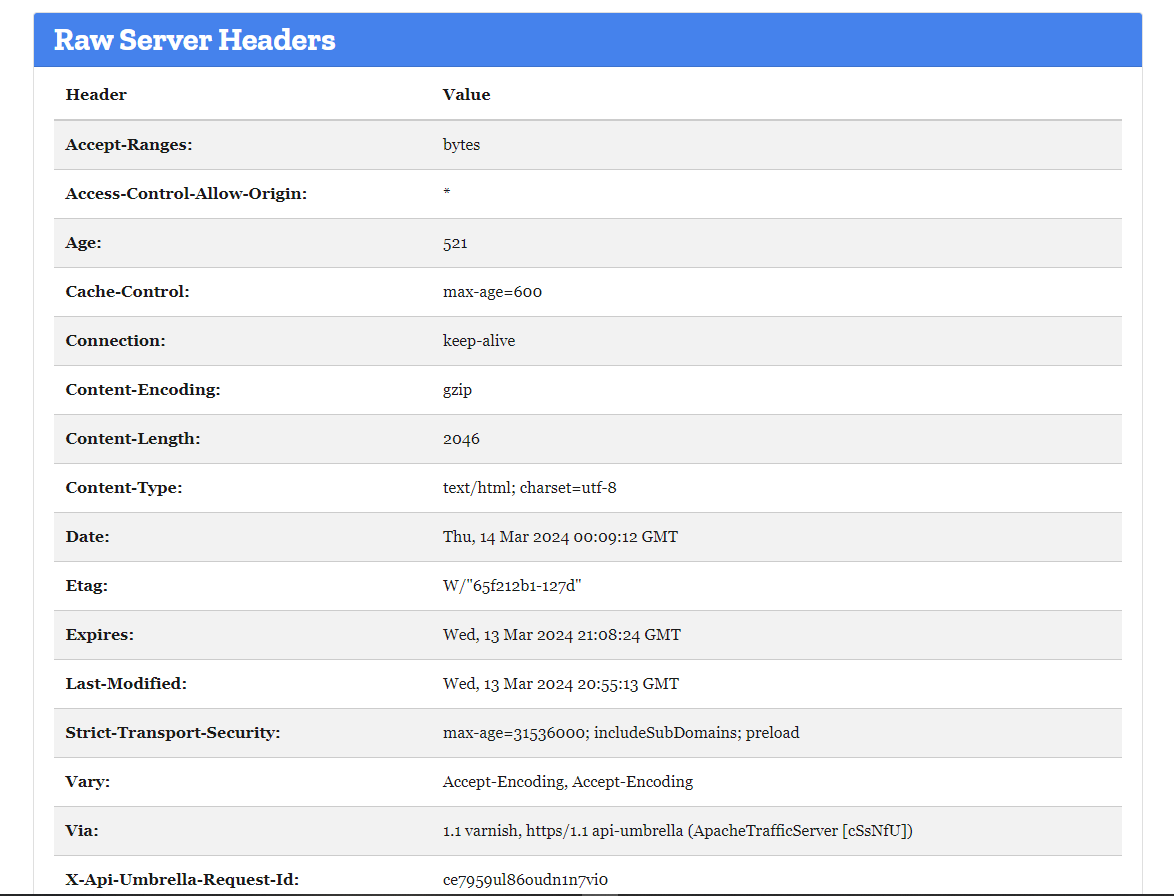 Raw Server Headers
Header Value
Accept-Ranges: bytes
Access-Control-Allow-Origin: *
Age: 521
Cache-Control: max-age=600
Connection: keep-alive
Content-Encoding: gzip
Content-Length: 2046
Content-Type: text/html; charset=utf-8
Date: Thu, 14 Mar 2024 00:09:12 GMT
Etag: W/"65f212b1-127d"
Expires: Wed, 13 Mar 2024 21:08:24 GMT
Last-Modified: Wed, 13 Mar 2024 20:55:13 GMT
Strict-Transport-Security: max-age=31536000; includeSubDomains; preload
Vary: Accept-Encoding, Accept-Encoding
Via: 1.1 varnish, https/1.1 api-umbrella (ApacheTrafficServer [cSsNfU])
X-Api-Umbrella-Request-Id: ce7959ul86oudn1n7vi0